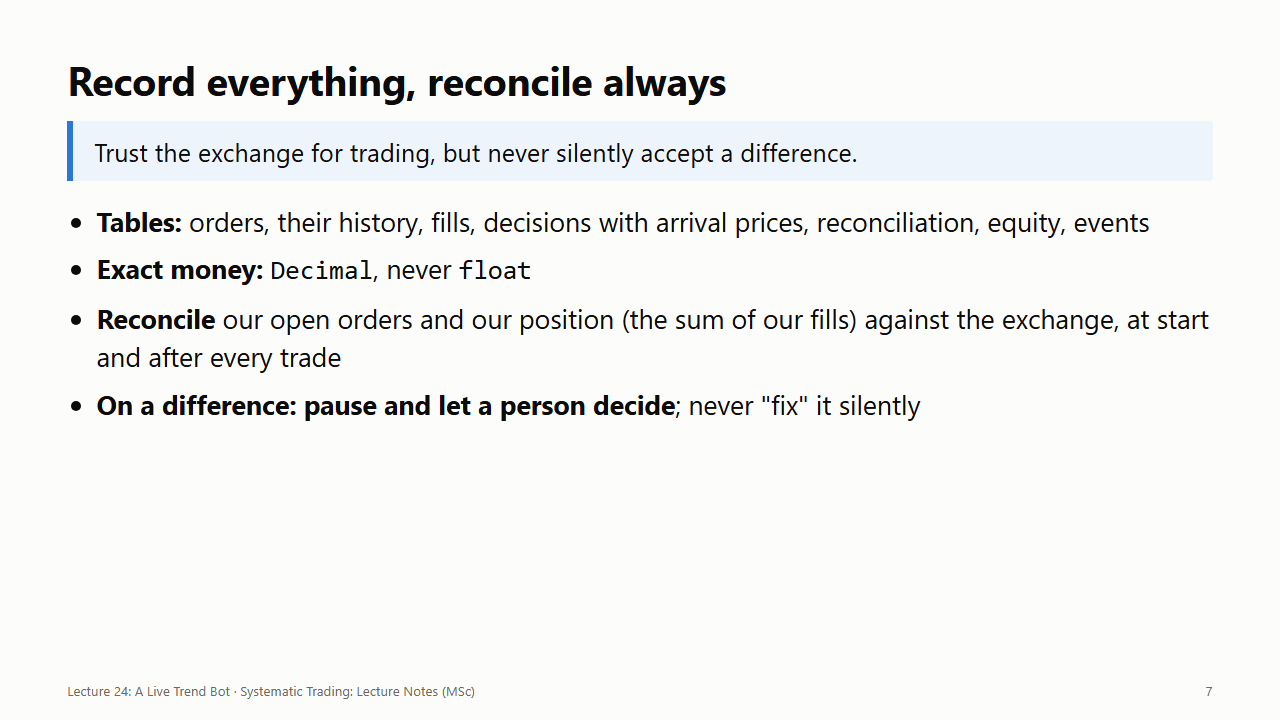 Record everything, reconcile always
Trust the exchange for trading, but never silently accept a difference.
• Tables: orders, their history, fills, decisions with arrival prices, reconciliation, equity, events
• Exact money: Decimal, never float
• Reconcile our open orders and our position (the sum of our fills) against the exchange, at start
and after every trade
• On a difference: pause and let a person decide; never "fix" it silently
Lecture 24: A Live Trend Bot · Systematic Trading: Lecture Notes (MSc)
7